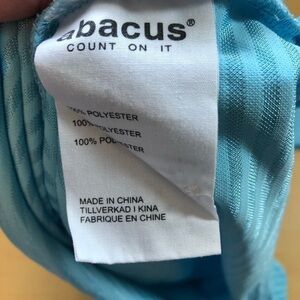 abacus®
COUNT ON IT
100% POLYESTER
100% POLYESTER
100% POLYESTER
MADE IN CHINA
TILLVERKAD I KINA
FABRIQUE EN CHINE